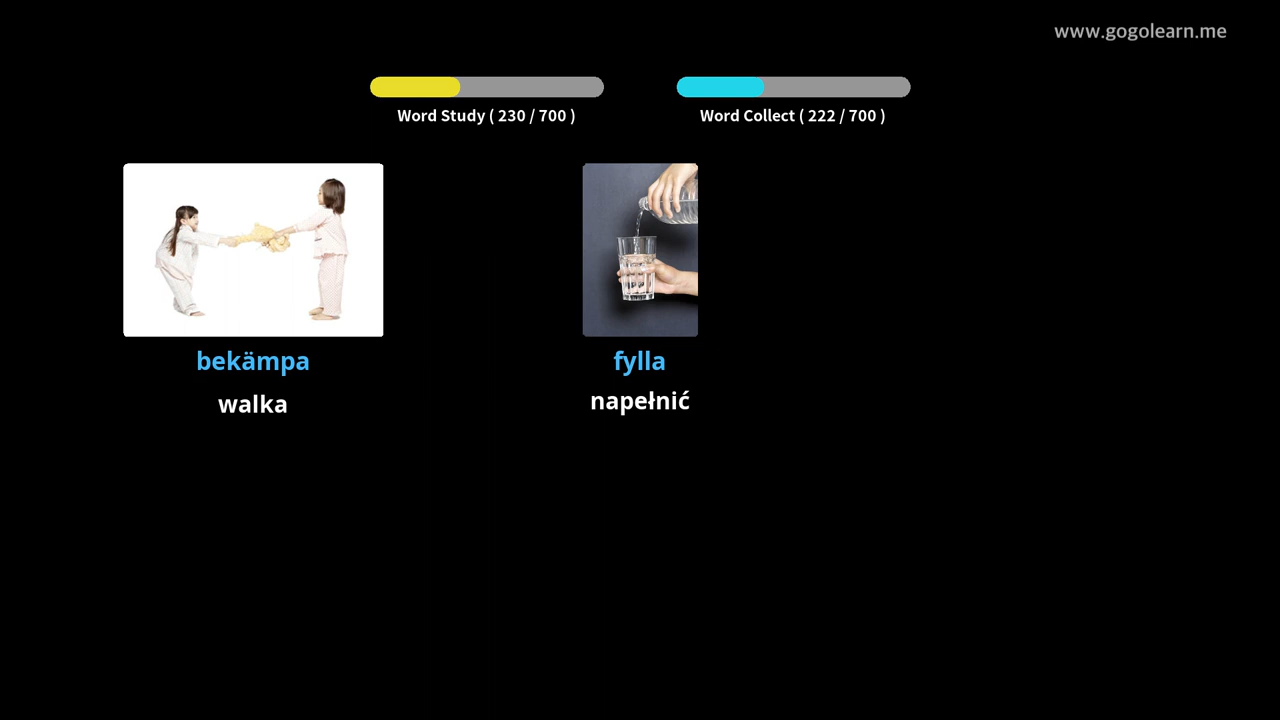 www.gogolearn.me
Word Study ( 230 / 700 )
Word Collect ( 222 / 700 )
bekämpa
walka
fylla
napełnić